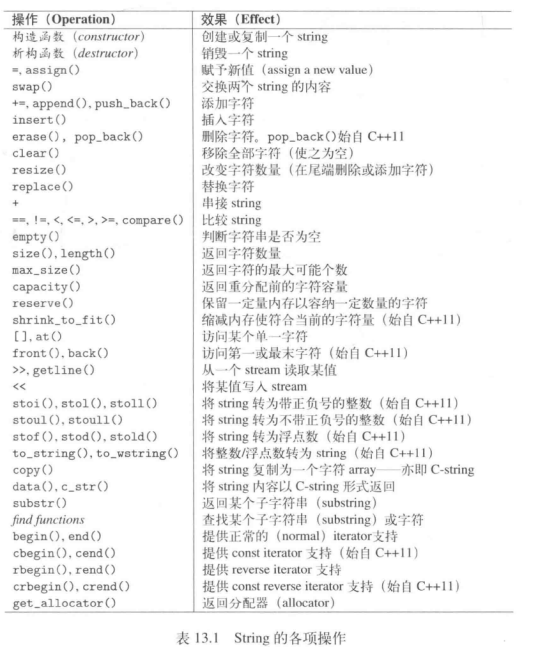 操作（Operation） 效果（Effect）
构造函数（constructor） 创建或复制一个 string
析构函数（destructor） 销毁一个 string
=, assign() 赋予新值（assign a new value）
swap() 交换两个 string 的内容
+=, append(), push_back() 添加字符
insert() 插入字符
erase(), pop_back() 删除字符。pop_back()始自 C++11
clear() 移除全部字符（使之为空）
resize() 改变字符数量（在尾端删除或添加字符）
replace() 替换字符
+ 串接 string
==, !=, <, <=, >, >=, compare() 比较 string
empty() 判断字符串是否为空
size(), length() 返回字符数量
max_size() 返回字符的最大可能个数
capacity() 返回重分配前的字符容量
reserve() 保留一定量内存以容纳一定数量的字符
shrink_to_fit() 缩减内存使符合当前的字符量（始自 C++11）
[], at() 访问某个单一字符
front(), back() 访问第一或最末字符（始自 C++11）
>>, getline() 从一个 stream 读取某值
<< 将某值写入 stream
stoi(), stol(), stoll() 将 string 转为带正负号的整数（始自 C++11）
stoul(), stoull() 将 string 转为不带正负号的整数（始自 C++11）
stof(), stod(), stold() 将 string 转为浮点数（始自 C++11）
to_string(), to_wstring() 将整数/浮点数转为 string（始自 C++11）
copy() 将 string 复制为一个字符 array——亦即 C-string
data(), c_str() 将 string 内容以 C-string 形式返回
substr() 返回某个子字符串（substring）
find functions 查找某个子字符串（substring）或字符
begin(), end() 提供正常的（normal）iterator支持
cbegin(), cend() 提供 const iterator 支持（始自 C++11）
rbegin(), rend() 提供 reverse iterator 支持
crbegin(), crend() 提供 const reverse iterator 支持（始自 C++11）
get_allocator() 返回分配器（allocator）
表 13.1 String 的各项操作